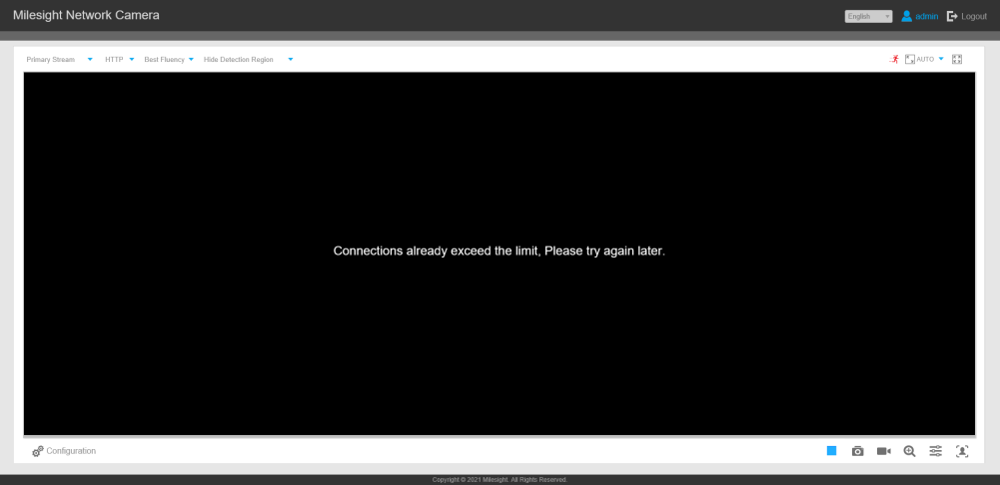 Milesight Network Camera
English
admin
Logout
Primary Stream
HTTP
Best Fluency
Hide Detection Region
AUTO
Connections already exceed the limit, Please try again later.
Configuration
Copyright © 2021 Milesight. All Rights Reserved.